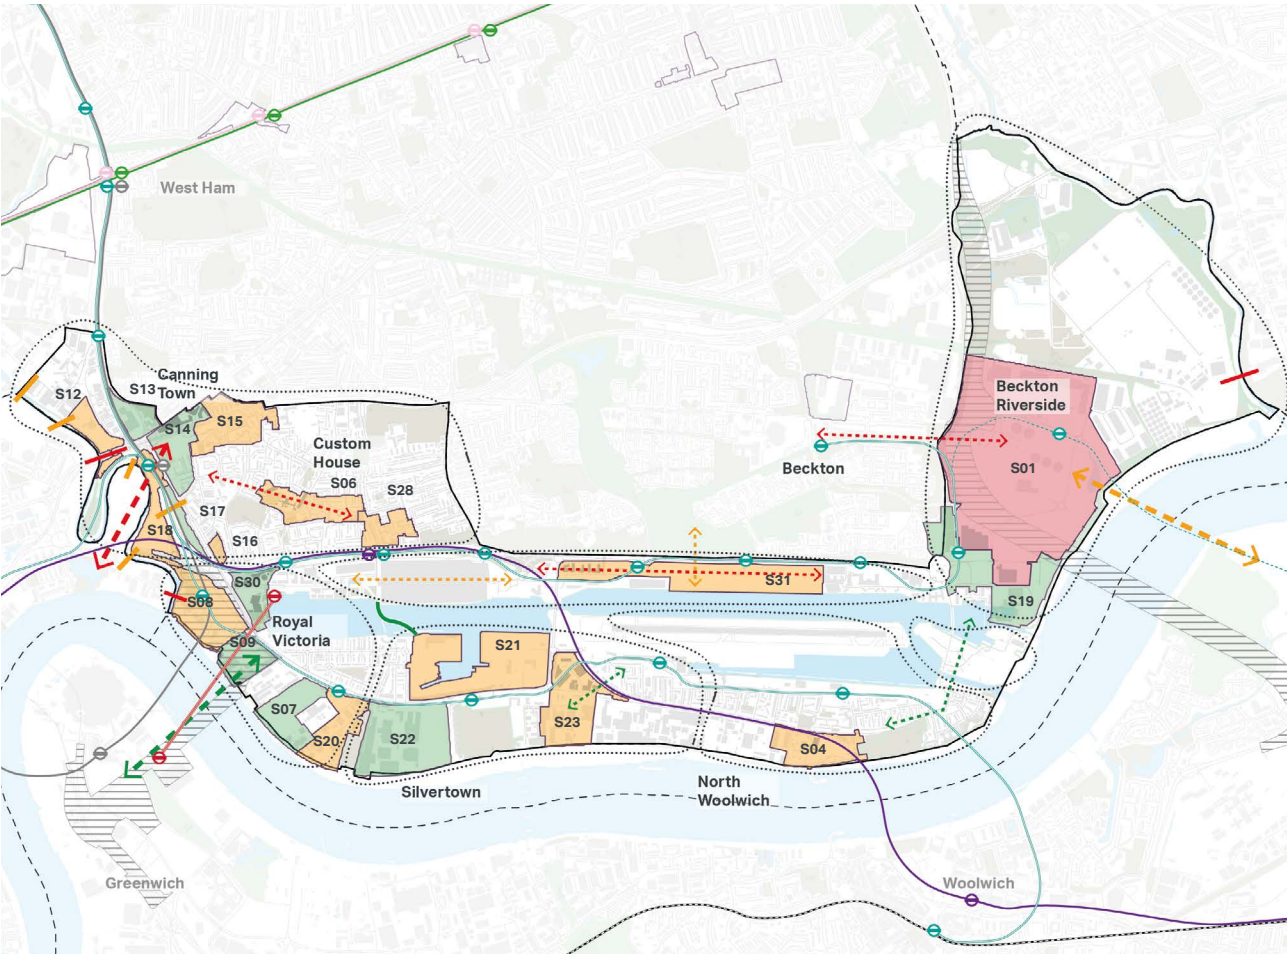 West Ham
Canning
Town
S13
S12
S14
S15
Beckton
Riverside
Custom
House
S06
S28
Beckton
S01
S17
S18
S16
S31
S30
S08
S19
Royal
Victoria
S09
S21
S07
S23
S20
S22
S04
Silvertown
North
Woolwich
Greenwich
Woolwich